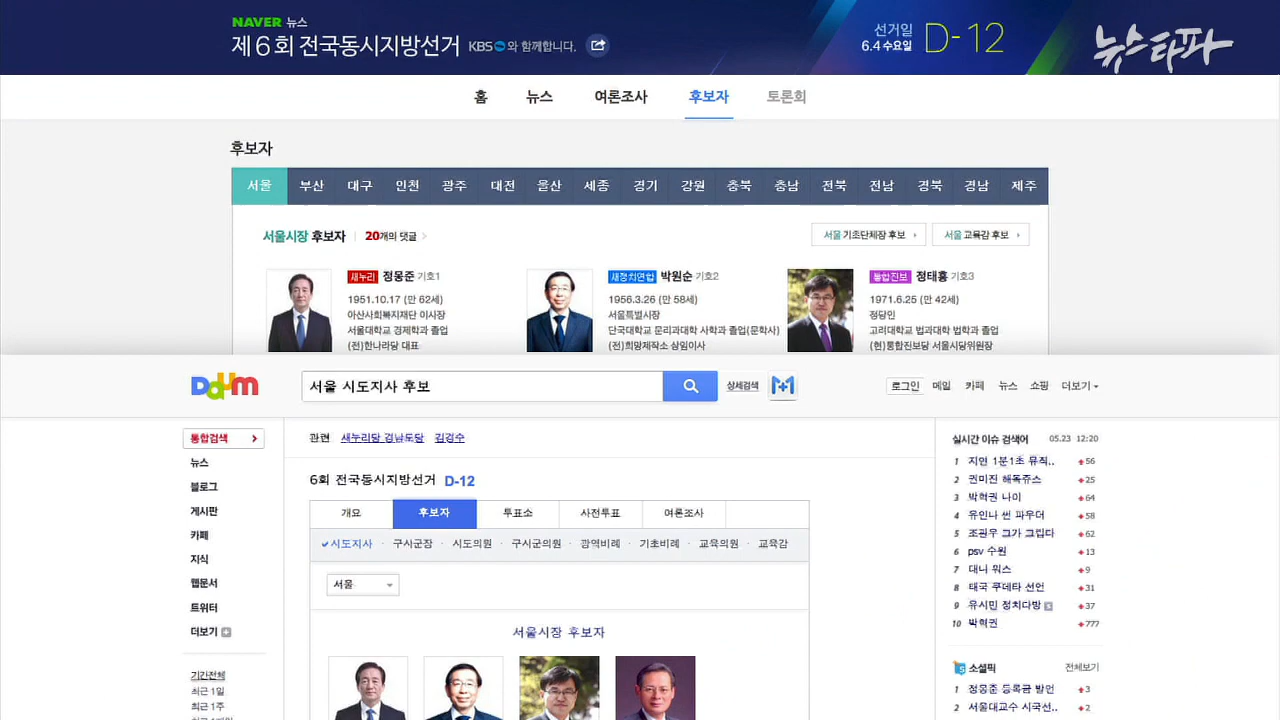 NAVER 뉴스
제6회 전국동시지방선거 KBS와 함께합니다.
선거일
6.4 수요일
D-12
뉴스타파
홈 뉴스 여론조사 후보자 토론회
후보자
서울 부산 대구 인천 광주 대전 울산 세종 경기 강원 충북 충남 전북 전남 경북 경남 제주
서울시장 후보자 20개의 댓글
서울 기초단체장 후보 서울 교육감 후보
새누리 정몽준 기호1
1951.10.17 (만 62세)
아산사회복지재단 이사장
서울대학교 경제학과 졸업
(전)한나라당 대표
새정치연합 박원순 기호2
1956.3.26 (만 58세)
서울특별시장
단국대학교 문리과대학 사학과 졸업(문학사)
(전)희망제작소 상임이사
통합진보 정태흥 기호3
1971.6.25 (만 42세)
정당인
고려대학교 법과대학 법학과 졸업
(현)통합진보당 서울시당위원장
Daum
서울 시도지사 후보
상세검색
로그인 메일 카페 뉴스 쇼핑 더보기
통합검색
뉴스
블로그
게시판
카페
지식
웹문서
트위터
더보기
기간전체
최근 1일
최근 1주
관련 새누리당 경남도당 김경수
6회 전국동시지방선거 D-12
개요 후보자 투표소 사전투표 여론조사
시도지사 · 구시군장 · 시도의원 · 구시군의원 · 광역비례 · 기초비례 · 교육의원 · 교육감
서울
서울시장 후보자
실시간 이슈 검색어 05.23 12:20
1 지연 1분1초 뮤직.. 56
2 권미진 해독쥬스 25
3 박혁권 나이 64
4 유인나 썬 파우더 58
5 조관우 그가 그립다 62
6 psv 수원 13
7 대니 워스 9
8 태국 쿠데타 선언 31
9 유시민 정치다방 37
10 박혁권 777
소셜픽 전체보기
1 정몽준 등록금 발언 3
2 서울대교수 시국선.. 2